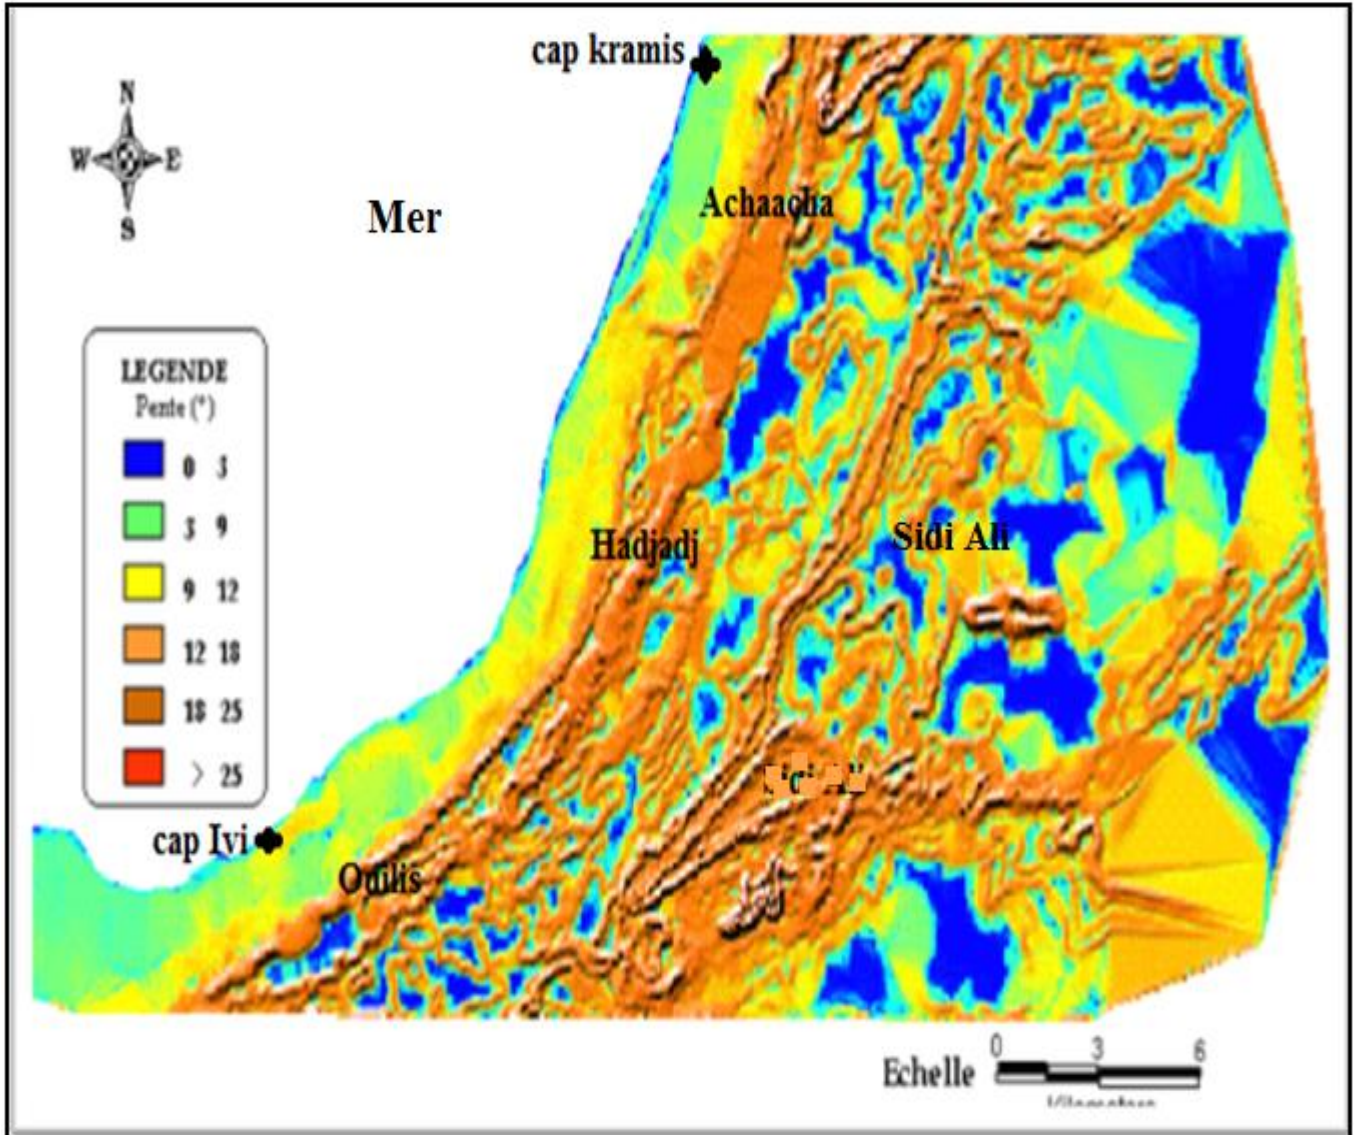 cap kramis
N
W E
S
Mer
Achaacha
LEGENDE
Pente (°)
0 3
3 9
9 12
12 18
18 25
> 25
Hadjadj
Sidi Ali
cap Ivi
Ouilis
0 3 6
Echelle